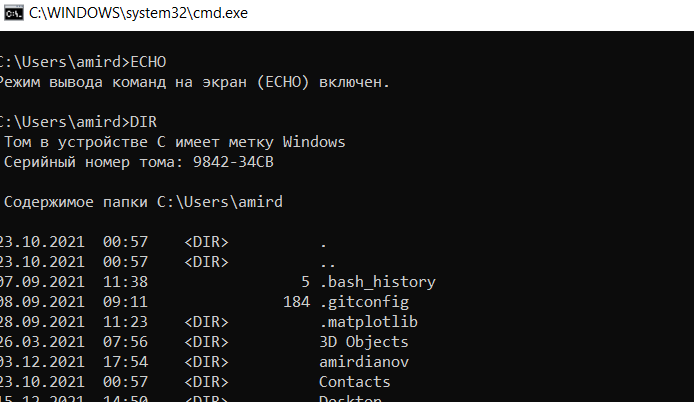 C:\WINDOWS\system32\cmd.exe
C:\Users\amird>ECHO
Режим вывода команд на экран (ECHO) включен.
C:\Users\amird>DIR
Том в устройстве C имеет метку Windows
Серийный номер тома: 9842-34CB
Содержимое папки C:\Users\amird
23.10.2021 00:57 <DIR> .
23.10.2021 00:57 <DIR> ..
07.09.2021 11:38 5 .bash_history
08.09.2021 09:11 184 .gitconfig
28.09.2021 11:23 <DIR> .matplotlib
26.03.2021 07:56 <DIR> 3D Objects
03.12.2021 17:54 <DIR> amirdianov
23.10.2021 00:57 <DIR> Contacts
15.12.2021 14:50 <DIR> Desktop